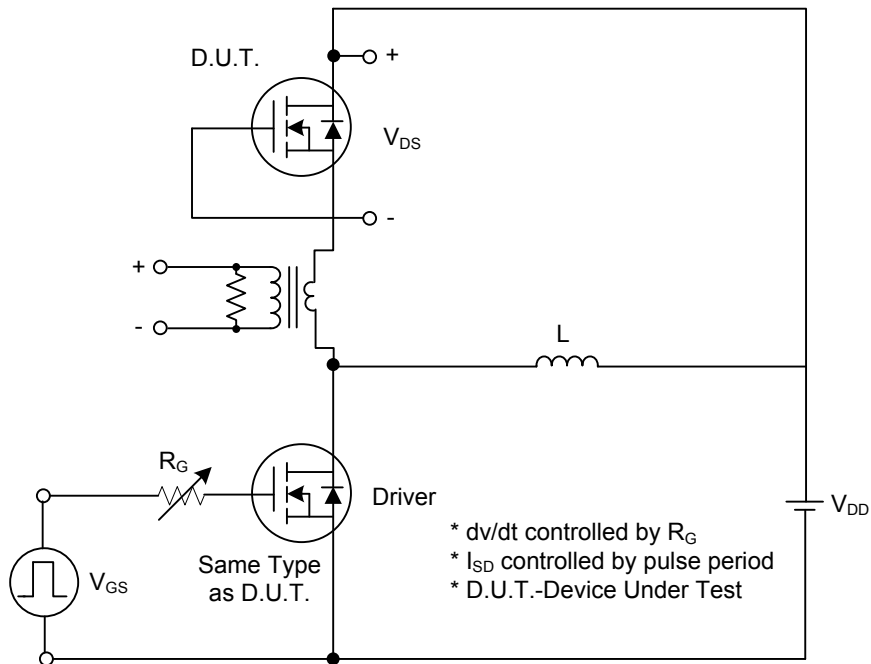 D.U.T.
+
V_DS
-
+
-
L
R_G
Driver
V_DD
Same Type
as D.U.T.
V_GS
* dv/dt controlled by R_G
* I_SD controlled by pulse period
* D.U.T.-Device Under Test